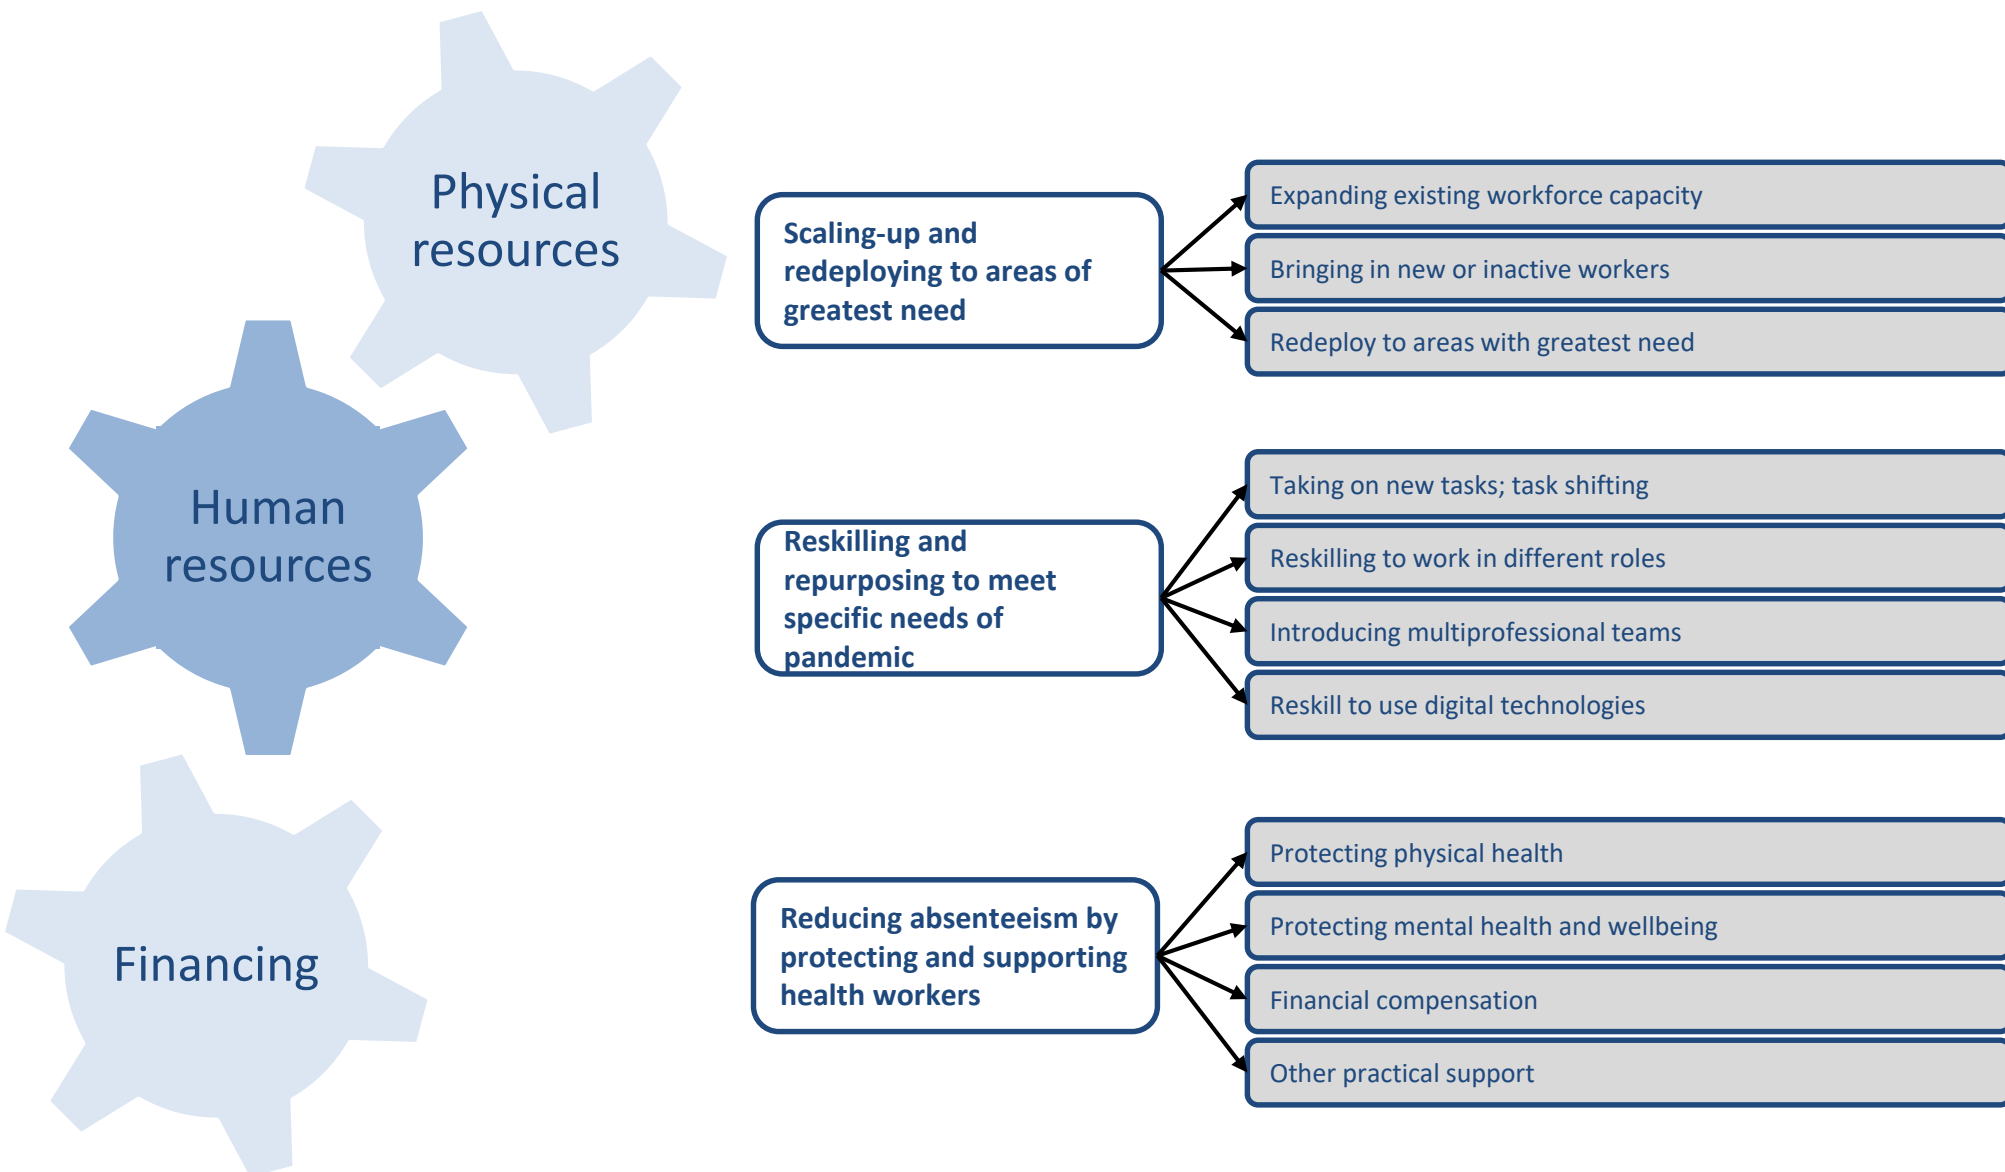 Physical
resources
Human
resources
Financing
Scaling-up and
redeploying to areas of
greatest need
Expanding existing workforce capacity
Bringing in new or inactive workers
Redeploy to areas with greatest need
Reskilling and
repurposing to meet
specific needs of
pandemic
Taking on new tasks; task shifting
Reskilling to work in different roles
Introducing multiprofessional teams
Reskill to use digital technologies
Reducing absenteeism by
protecting and supporting
health workers
Protecting physical health
Protecting mental health and wellbeing
Financial compensation
Other practical support